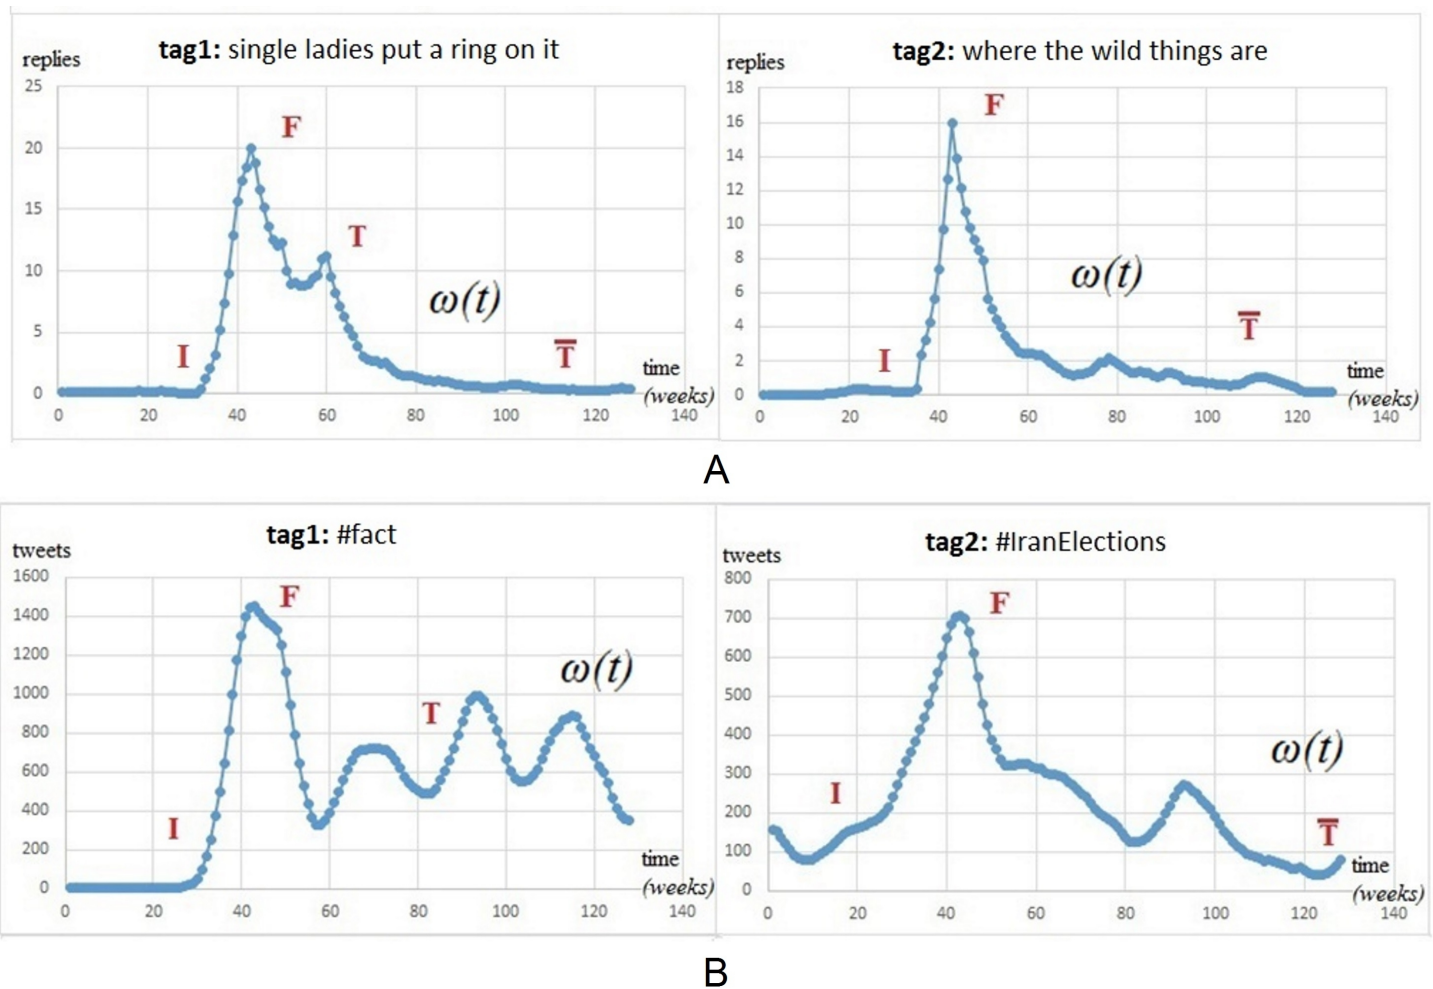 tag1: single ladies put a ring on it
replies
25
20
15
10
5
0
F
T
I
T̅
ω(t)
time
(weeks)
0 20 40 60 80 100 120 140
tag2: where the wild things are
replies
18
16
14
12
10
8
6
4
2
0
F
I
T̅
ω(t)
time
(weeks)
0 20 40 60 80 100 120 140
A
tag1: #fact
tweets
1600
1400
1200
1000
800
600
400
200
0
F
T
I
ω(t)
time
(weeks)
0 20 40 60 80 100 120 140
tag2: #IranElections
tweets
800
700
600
500
400
300
200
100
0
F
I
T̅
ω(t)
time
(weeks)
0 20 40 60 80 100 120 140
B